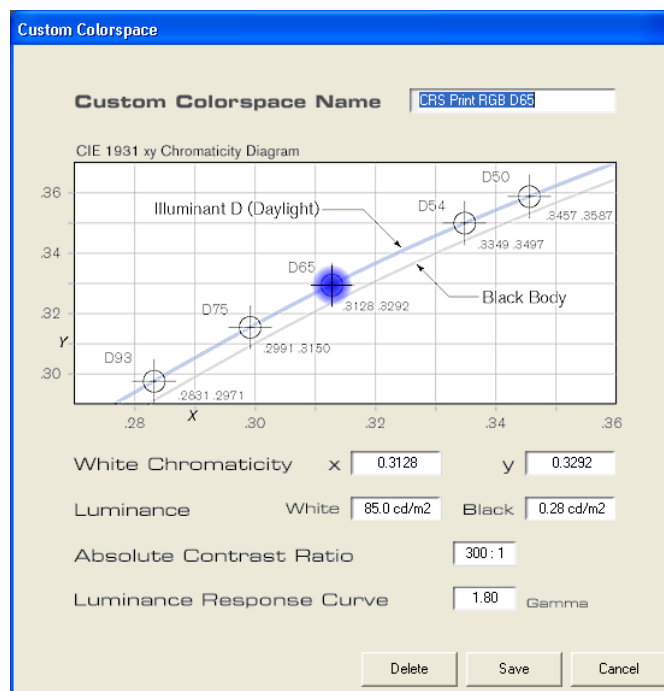 Custom Colorspace
Custom Colorspace Name CRS Print RGB D65
CIE 1931 xy Chromaticity Diagram
D50
.36
Illuminant D (Daylight) D54
.3457 .3587
.34
.3349 .3497
D65
Black Body
.3128 .3292
.32
D75
Y
.2991 .3150
D93
.30
.2831 .2971
X
.28 .30 .32 .34 .36
White Chromaticity x 0.3128 y 0.3292
Luminance White 85.0 cd/m2 Black 0.28 cd/m2
Absolute Contrast Ratio 300 : 1
Luminance Response Curve 1.80 Gamma
Delete Save Cancel